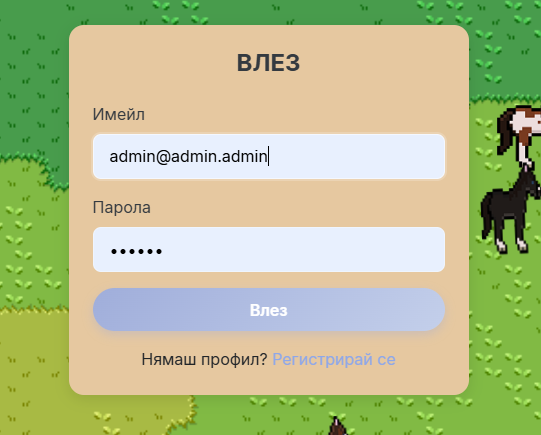 ВЛЕЗ
Имейл
admin@admin.admin
Парола
••••••
Влез
Нямаш профил? Регистрирай се